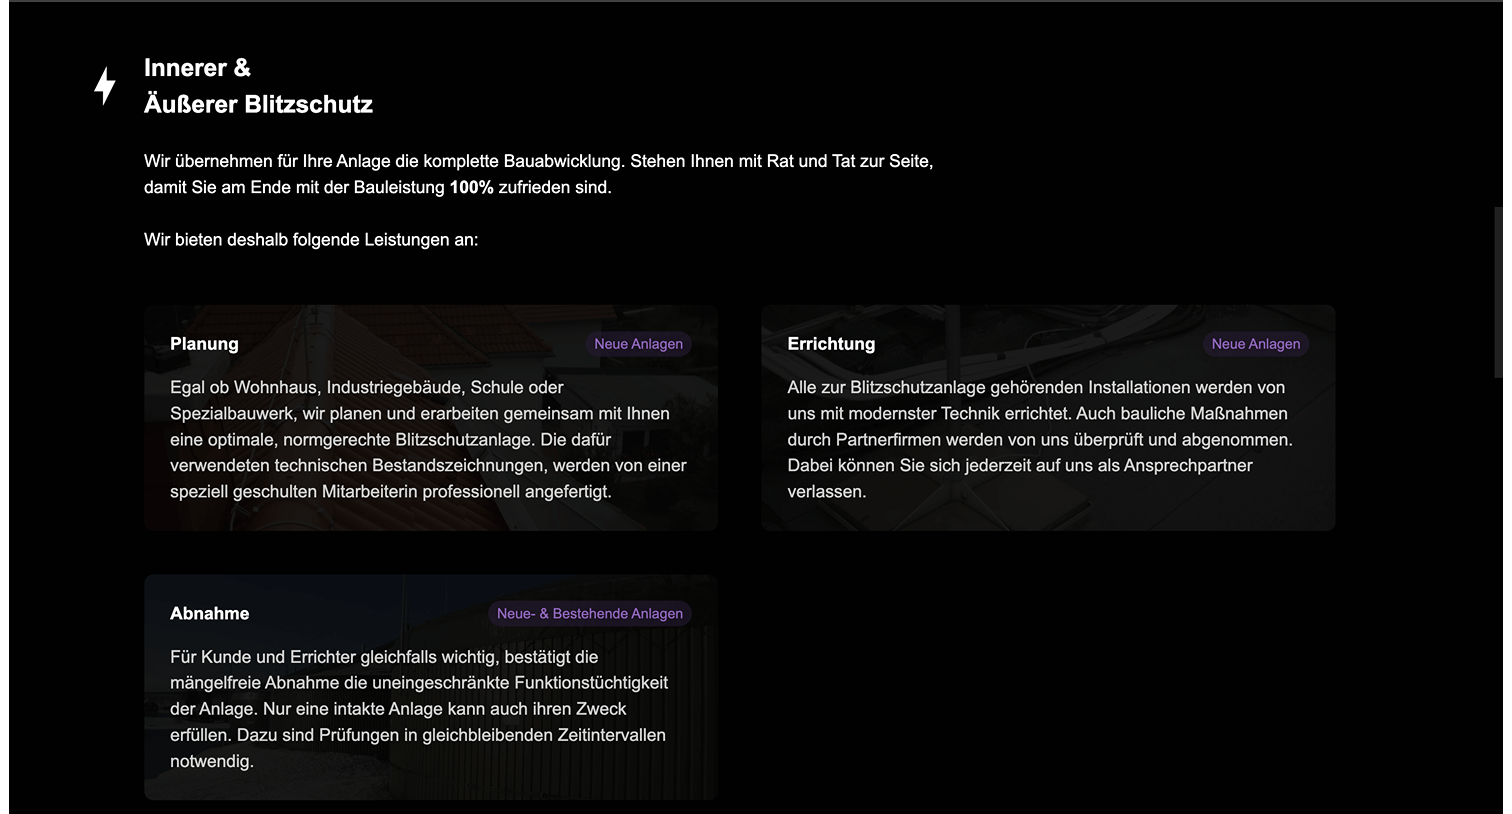 Innerer &
Äußerer Blitzschutz
Wir übernehmen für Ihre Anlage die komplette Bauabwicklung. Stehen Ihnen mit Rat und Tat zur Seite,
damit Sie am Ende mit der Bauleistung 100% zufrieden sind.
Wir bieten deshalb folgende Leistungen an:
Planung
Neue Anlagen
Egal ob Wohnhaus, Industriegebäude, Schule oder
Spezialbauwerk, wir planen und erarbeiten gemeinsam mit Ihnen
eine optimale, normgerechte Blitzschutzanlage. Die dafür
verwendeten technischen Bestandszeichnungen, werden von einer
speziell geschulten Mitarbeiterin professionell angefertigt.
Errichtung
Neue Anlagen
Alle zur Blitzschutzanlage gehörenden Installationen werden von
uns mit modernster Technik errichtet. Auch bauliche Maßnahmen
durch Partnerfirmen werden von uns überprüft und abgenommen.
Dabei können Sie sich jederzeit auf uns als Ansprechpartner
verlassen.
Abnahme
Neue- & Bestehende Anlagen
Für Kunde und Errichter gleichfalls wichtig, bestätigt die
mängelfreie Abnahme die uneingeschränkte Funktionstüchtigkeit
der Anlage. Nur eine intakte Anlage kann auch ihren Zweck
erfüllen. Dazu sind Prüfungen in gleichbleibenden Zeitintervallen
notwendig.